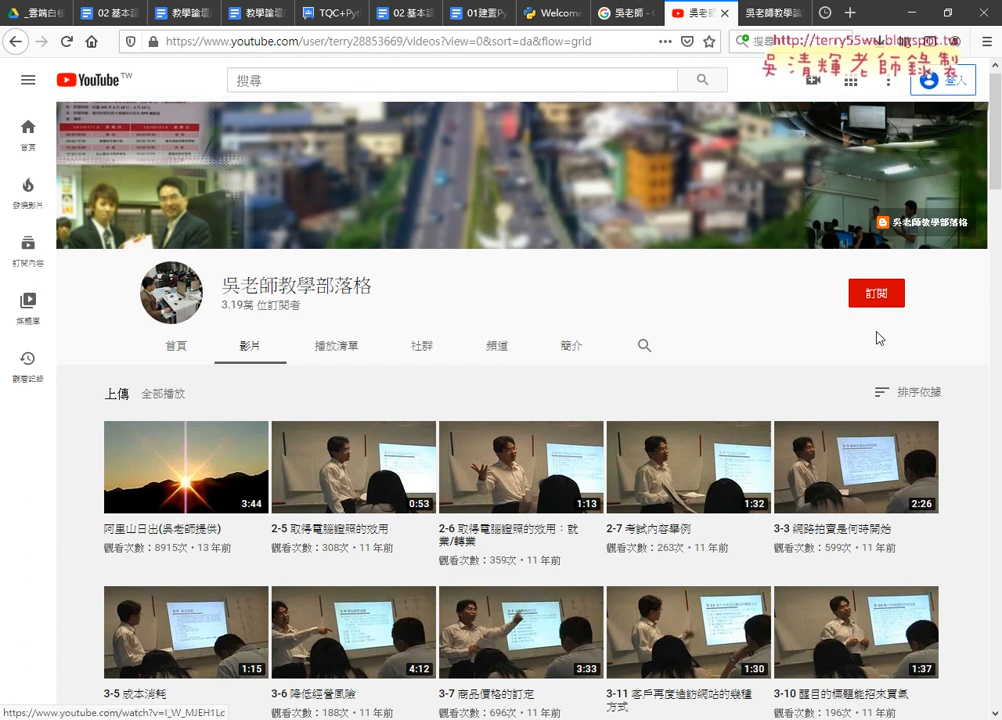 _雲端白板
02 基本語
教學論壇(
教學論壇(
TQC+Pyt
02 基本語
01建置Py
Welcome
吳老師 - G
吳老師
吳老師教學論
https://www.youtube.com/user/terry28853669/videos?view=0&sort=da&flow=grid
搜尋
http://terry55wu.blogspot.tw
吳清輝老師錄製
YouTube TW
搜尋
登入
首頁
發燒影片
訂閱內容
媒體庫
觀看記錄
吳老師教學部落格
吳老師教學部落格
3.19萬 位訂閱者
訂閱
首頁
影片
播放清單
社群
頻道
簡介
上傳
全部播放
排序依據
3:44
0:53
1:13
1:32
2:26
阿里山日出(吳老師提供)
觀看次數:8915次・13 年前
2-5 取得電腦證照的效用
觀看次數:308次・11 年前
2-6 取得電腦證照的效用:就
業/轉業
觀看次數:359次・11 年前
2-7 考試內容舉例
觀看次數:263次・11 年前
3-3 網路拍賣是何時開始
觀看次數:599次・11 年前
1:15
4:12
3:33
1:30
1:37
3-5 成本消耗
3-6 降低經營風險
觀看次數:188次・11 年前
3-7 商品價格的訂定
觀看次數:696次・11 年前
3-11 客戶再度造訪網站的幾種
方式
3-10 醒目的標題能招來買氣
觀看次數:196次・11 年前
https://www.youtube.com/watch?v=I_W_MJEH1Lc